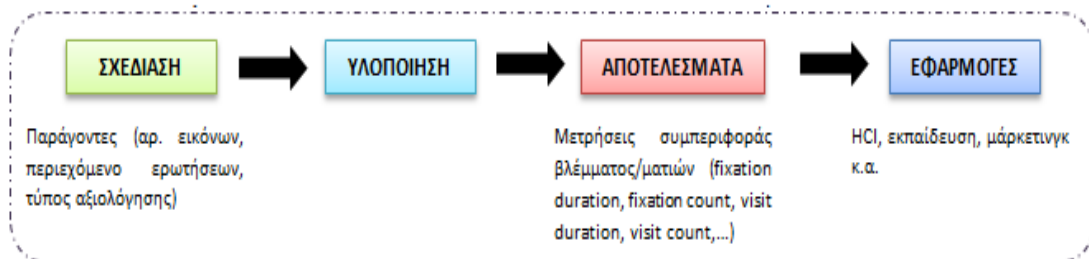 ΣΧΕΔΙΑΣΗ
ΥΛΟΠΟΙΗΣΗ
ΑΠΟΤΕΛΕΣΜΑΤΑ
ΕΦΑΡΜΟΓΕΣ
Παράγοντες (αρ. εικόνων,
περιεχόμενο ερωτήσεων,
τύπος αξιολόγησης)
Μετρήσεις συμπεριφοράς
βλέμματος/ματιών (fixation
duration, fixation count, visit
duration, visit count,...)
HCI, εκπαίδευση, μάρκετινγκ
κ.α.